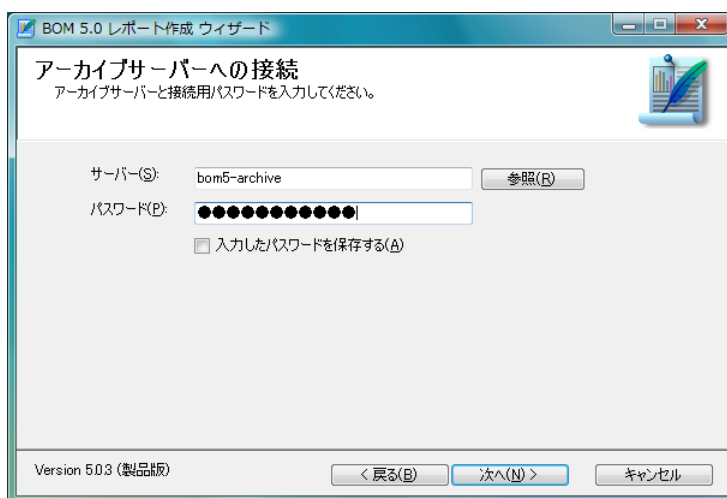 BOM 5.0 レポート作成 ウィザード
アーカイブサーバーへの接続
アーカイブサーバーと接続用パスワードを入力してください。
サーバー(S): bom5-archive 参照(R)
パスワード(P): ●●●●●●●●●●●
入力したパスワードを保存する(A)
Version 5.0.3 (製品版) < 戻る(B) 次へ(N) > キャンセル